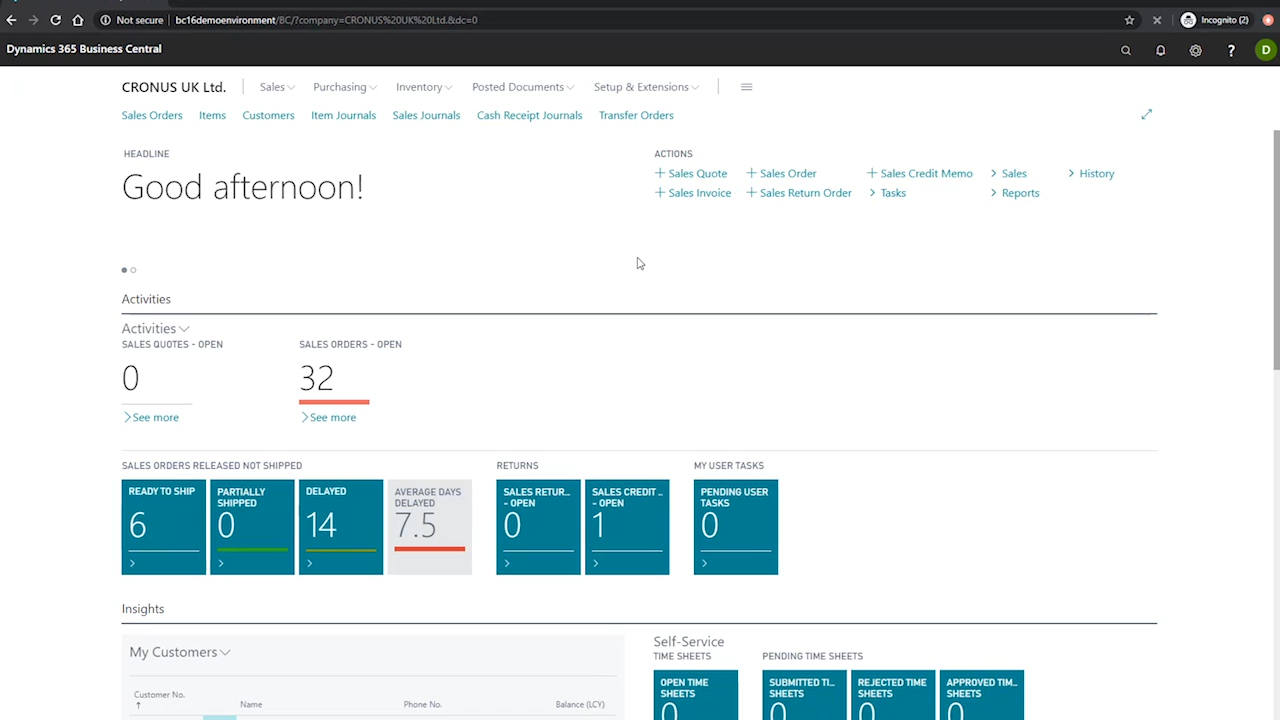 Not secure | bc16demoenvironment/BC/?company=CRONUS%20UK%20Ltd.&dc=0
Incognito (2)
Dynamics 365 Business Central
? D
CRONUS UK Ltd.
Sales Purchasing Inventory Posted Documents Setup & Extensions
Sales Orders Items Customers Item Journals Sales Journals Cash Receipt Journals Transfer Orders
HEADLINE
Good afternoon!
ACTIONS
+ Sales Quote + Sales Order + Sales Credit Memo > Sales > History
+ Sales Invoice + Sales Return Order > Tasks > Reports
Activities
Activities
SALES QUOTES - OPEN SALES ORDERS - OPEN
0 32
>See more >See more
SALES ORDERS RELEASED NOT SHIPPED RETURNS MY USER TASKS
READY TO SHIP
6
PARTIALLY
SHIPPED
0
DELAYED
14
AVERAGE DAYS
DELAYED
7.5
SALES RETUR...
- OPEN
0
SALES CREDIT ...
- OPEN
1
PENDING USER
TASKS
0
Insights
My Customers
Customer No. Name Phone No. Balance (LCY)
Self-Service
TIME SHEETS PENDING TIME SHEETS
OPEN TIME
SHEETS
0
SUBMITTED TI...
SHEETS
0
REJECTED TIME
SHEETS
0
APPROVED TIM...
SHEETS
0